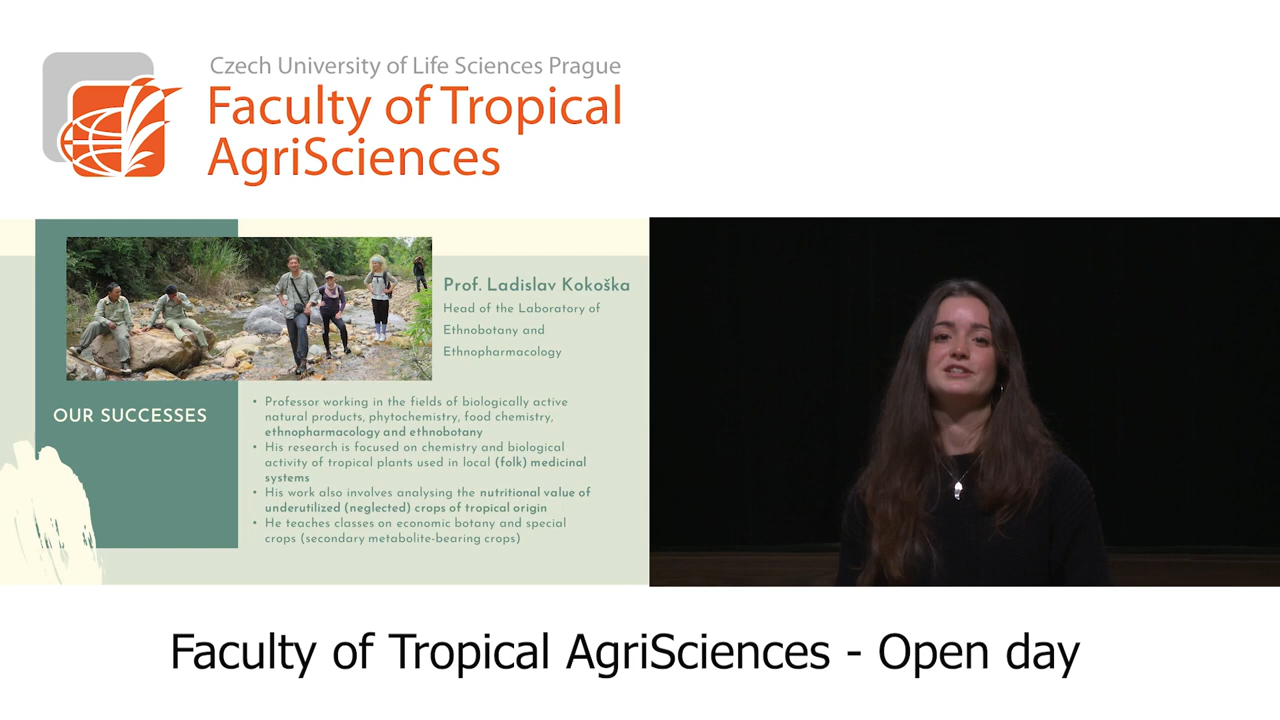 Czech University of Life Sciences Prague
Faculty of Tropical
AgriSciences
Prof. Ladislav Kokoška
Head of the Laboratory of
Ethnobotany and
Ethnopharmacology
OUR SUCCESSES
• Professor working in the fields of biologically active
natural products, phytochemistry, food chemistry,
ethnopharmacology and ethnobotany
• His research is focused on chemistry and biological
activity of tropical plants used in local (folk) medicinal
systems
• His work also involves analysing the nutritional value of
underutilized (neglected) crops of tropical origin
• He teaches classes on economic botany and special
crops (secondary metabolite-bearing crops)
Faculty of Tropical AgriSciences - Open day